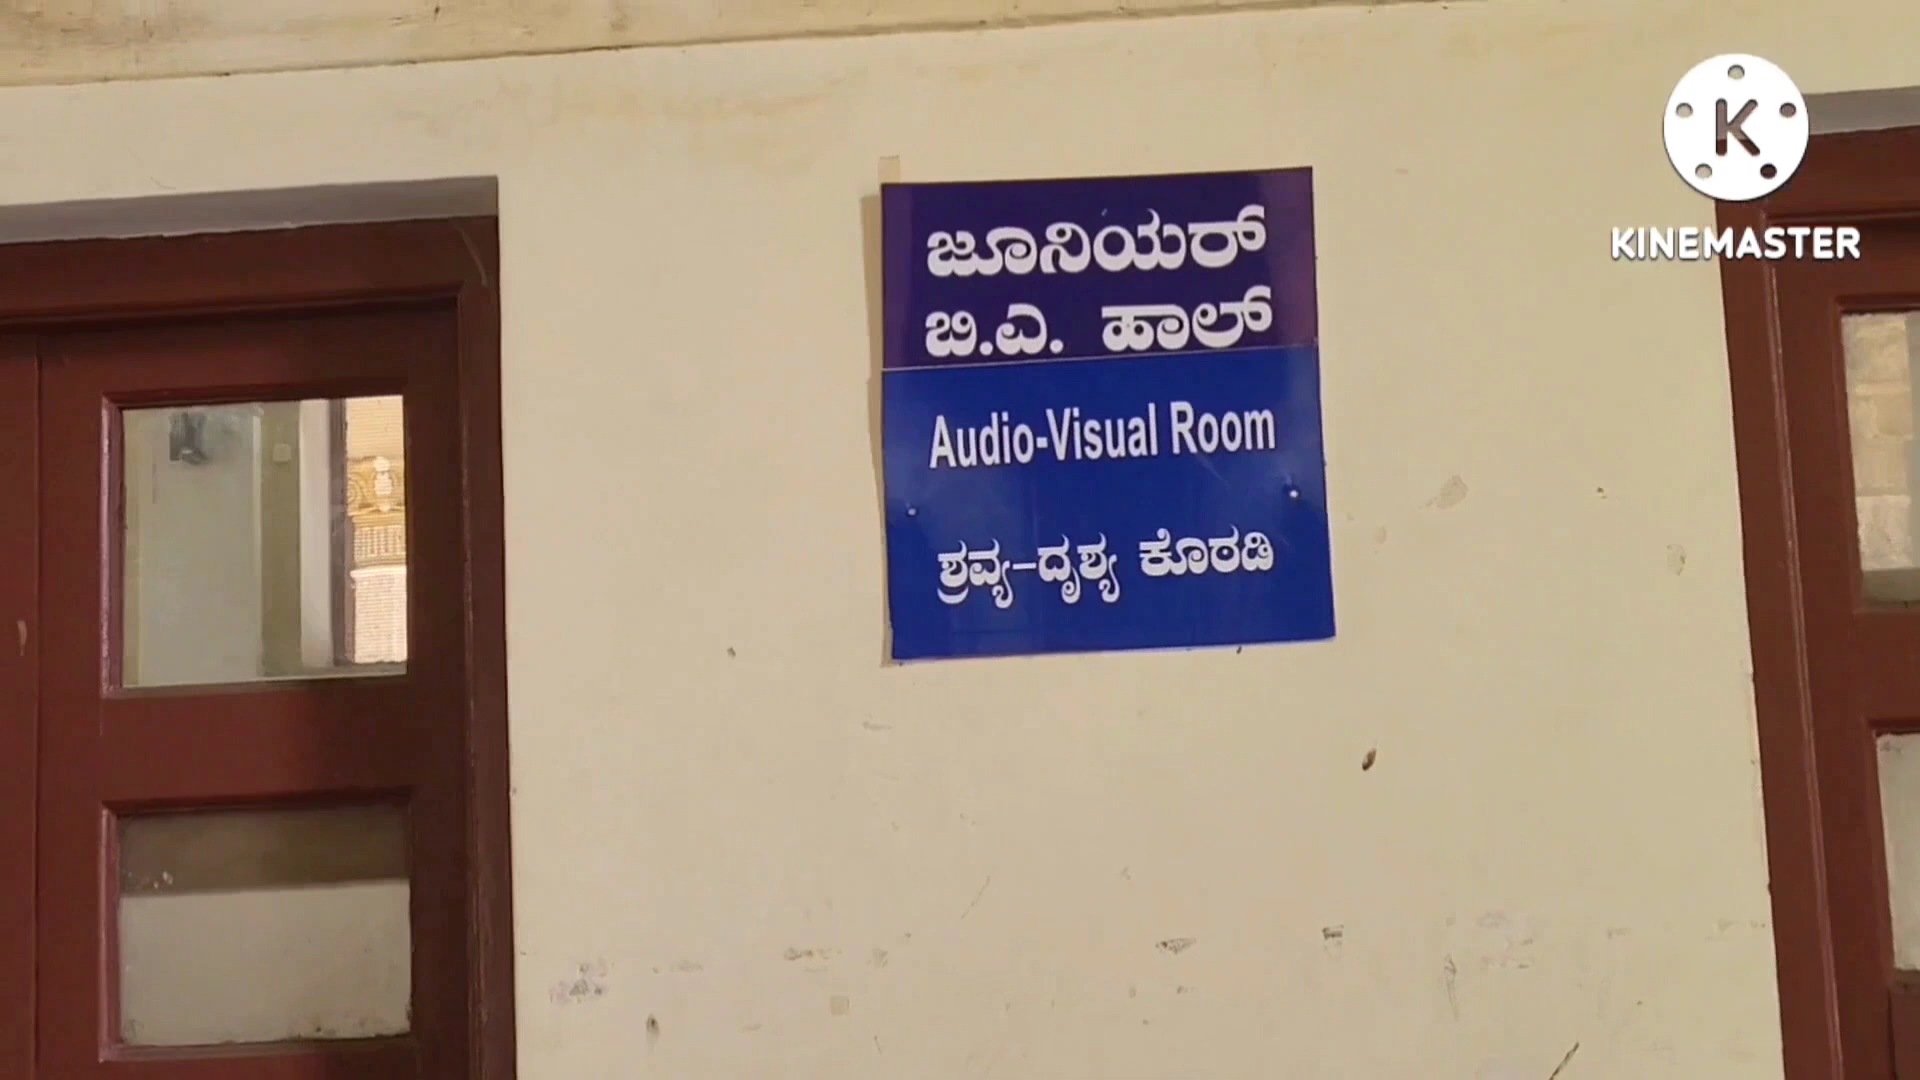 ಜೂನಿಯರ್
ಬಿ.ಎ. ಹಾಲ್
Audio-Visual Room
ಶ್ರವ್ಯ-ದೃಶ್ಯ ಕೊಠಡಿ
K
KINEMASTER